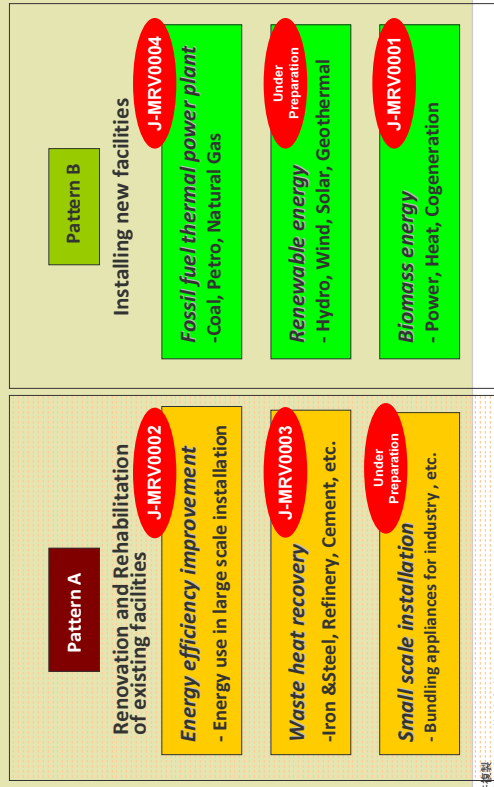 Pattern A
Renovation and Rehabilitation
of existing facilities
Energy efficiency improvement
- Energy use in large scale installation
J-MRV0002
Waste heat recovery
-Iron &Steel, Refinery, Cement, etc.
J-MRV0003
Small scale installation
- Bundling appliances for industry , etc.
Under
Preparation
Pattern B
Installing new facilities
Fossil fuel thermal power plant
-Coal, Petro, Natural Gas
J-MRV0004
Renewable energy
- Hydro, Wind, Solar, Geothermal
Under
Preparation
Biomass energy
- Power, Heat, Cogeneration
J-MRV0001
複製